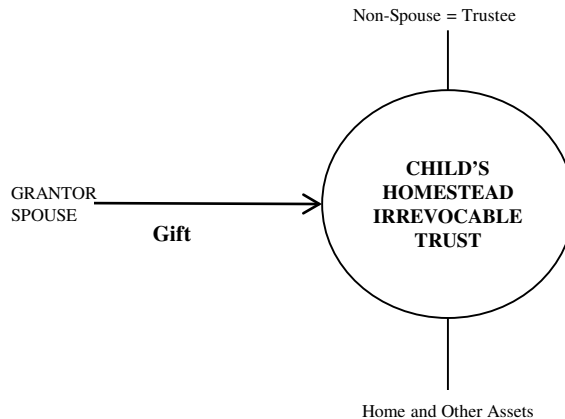 Non-Spouse = Trustee
CHILD’S
HOMESTEAD
IRREVOCABLE
TRUST
GRANTOR
SPOUSE
Gift
Home and Other Assets